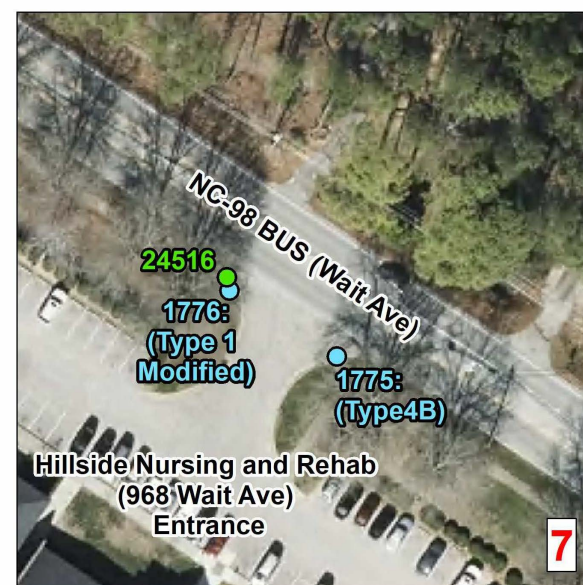 NC-98 BUS (Wait Ave)
24516
1776:
(Type 1
Modified)
1775:
(Type4B)
Hillside Nursing and Rehab
(968 Wait Ave)
Entrance
7